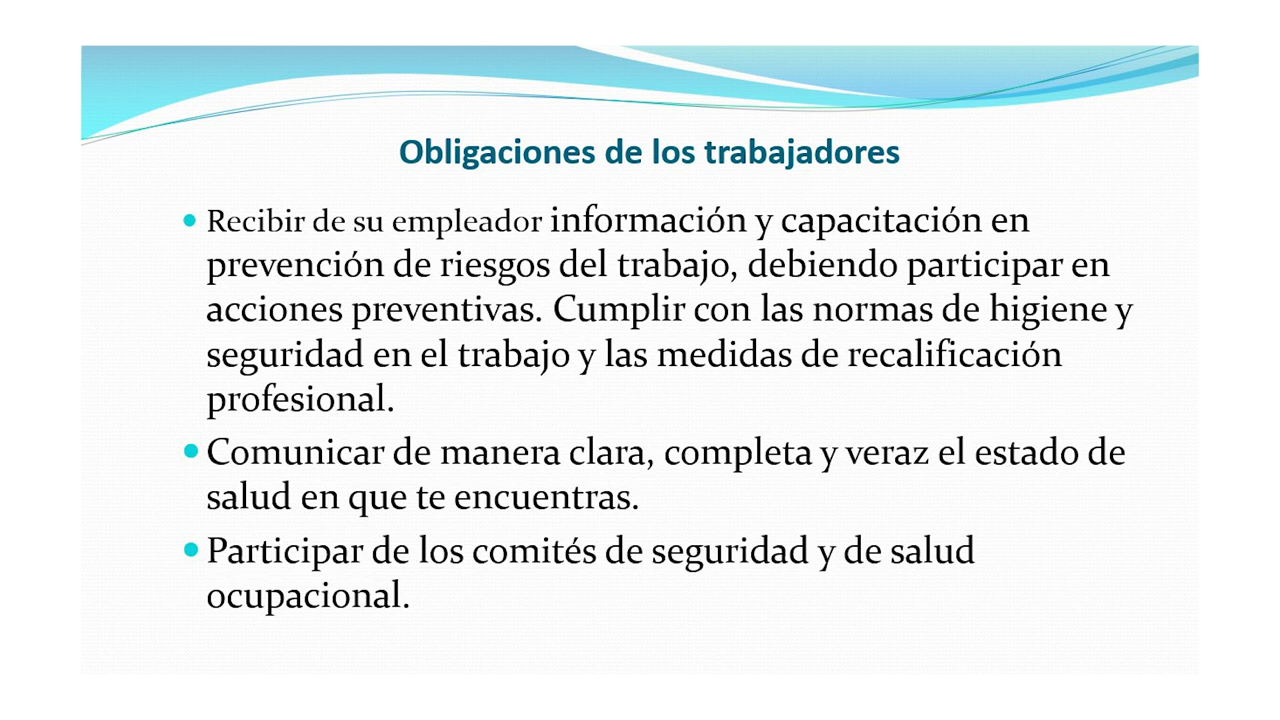 Obligaciones de los trabajadores
• Recibir de su empleador información y capacitación en
prevención de riesgos del trabajo, debiendo participar en
acciones preventivas. Cumplir con las normas de higiene y
seguridad en el trabajo y las medidas de recalificación
profesional.
• Comunicar de manera clara, completa y veraz el estado de
salud en que te encuentras.
• Participar de los comités de seguridad y de salud
ocupacional.